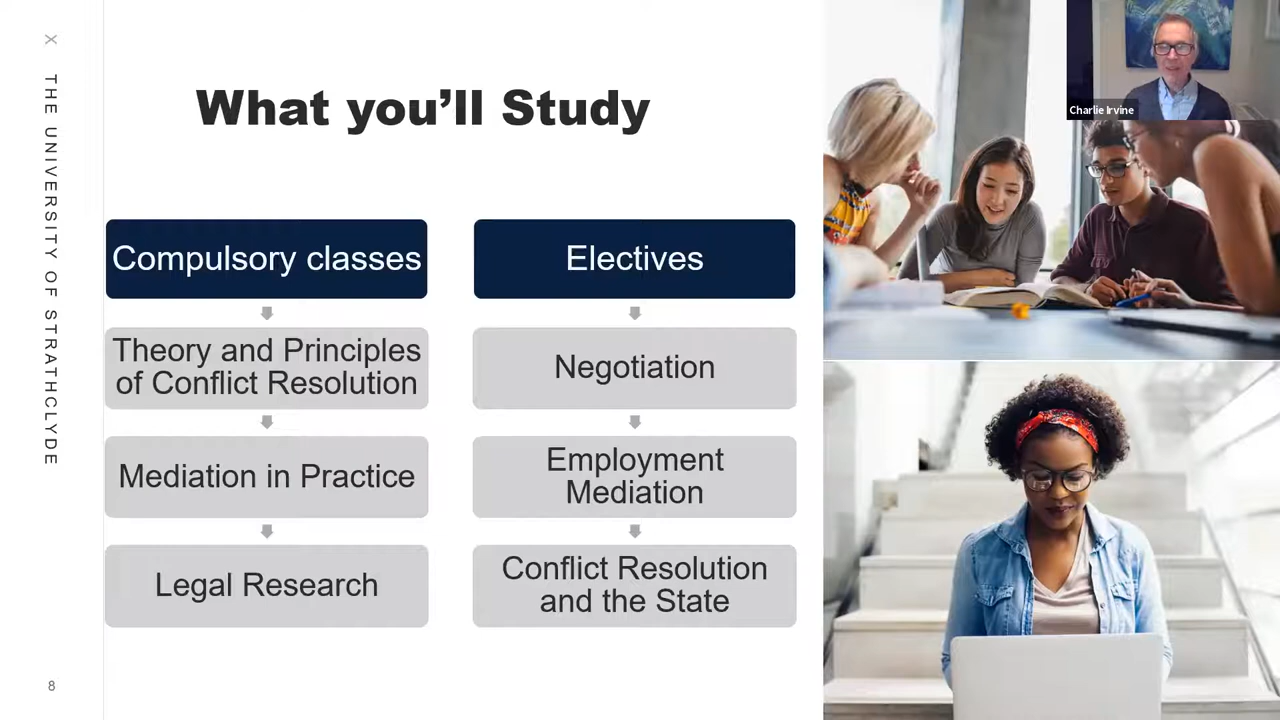 X THE UNIVERSITY OF STRATHCLYDE
What you’ll Study
Compulsory classes
Theory and Principles
of Conflict Resolution
Mediation in Practice
Legal Research
Electives
Negotiation
Employment
Mediation
Conflict Resolution
and the State
Charlie Irvine
8